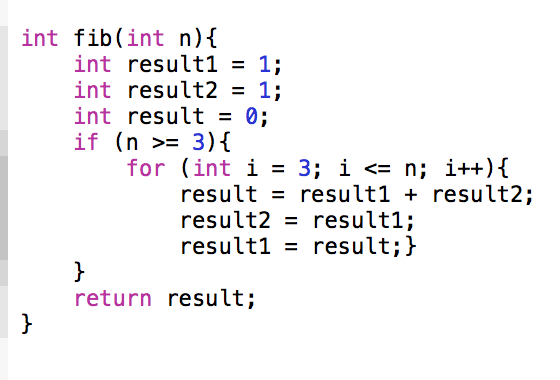 int fib(int n){
    int result1 = 1;
    int result2 = 1;
    int result = 0;
    if (n >= 3){
        for (int i = 3; i <= n; i++){
            result = result1 + result2;
            result2 = result1;
            result1 = result;}
    }
    return result;
}